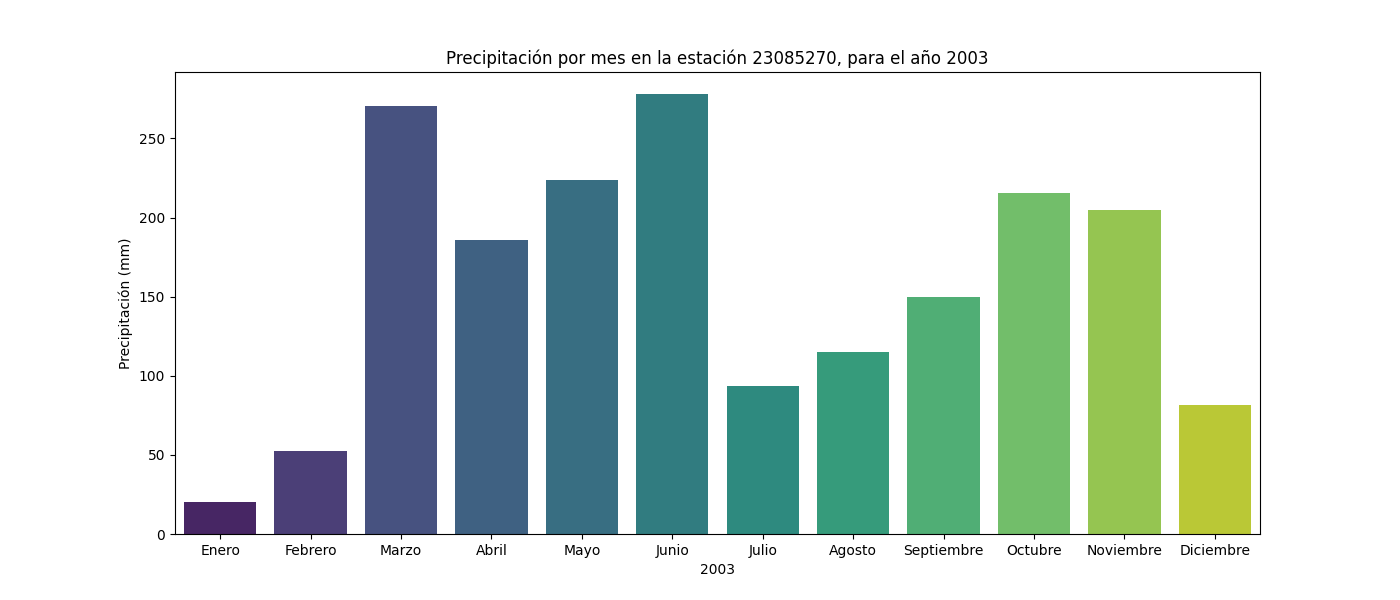 Precipitación por mes en la estación 23085270, para el año 2003
Precipitación (mm)
250
200
150
100
50
0
Enero Febrero Marzo Abril Mayo Junio Julio Agosto Septiembre Octubre Noviembre Diciembre
2003